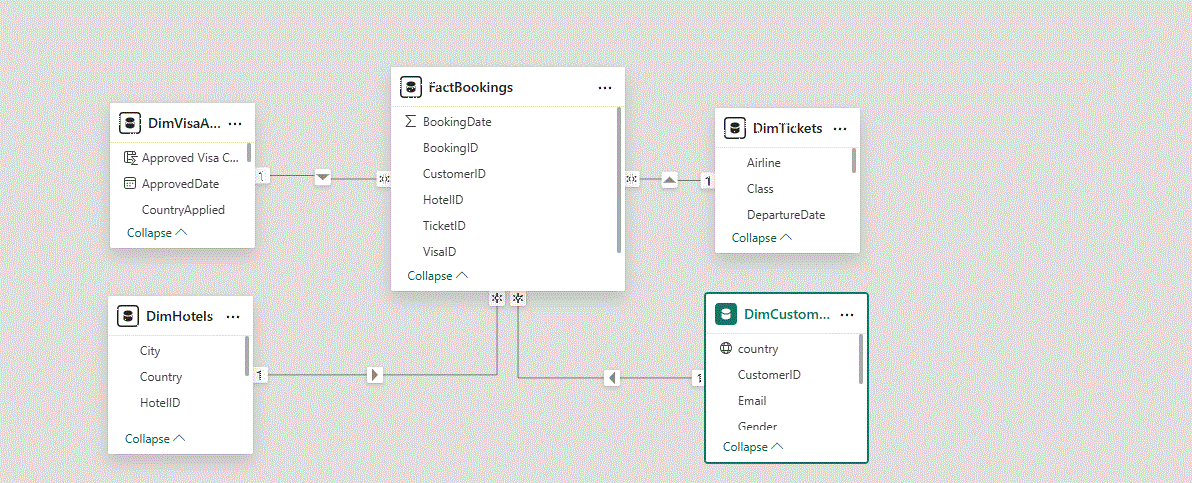 FactBookings
BookingDate
BookingID
CustomerID
HotelID
TicketID
VisaID
Collapse
DimVisaA...
Approved Visa C...
ApprovedDate
CountryApplied
Collapse
1
*
DimTickets
Airline
Class
DepartureDate
Collapse
*
1
DimHotels
City
Country
HotelID
Collapse
1
*
DimCustom...
country
CustomerID
Email
Gender
Collapse
*
1